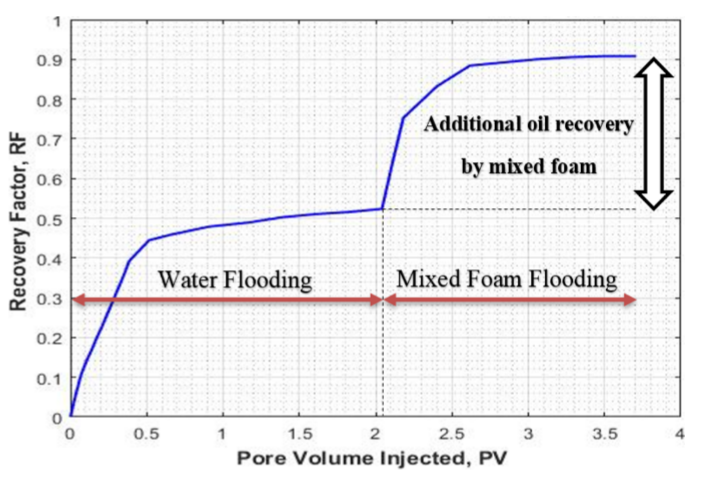 1
0.9
0.8
0.7
0.6
0.5
0.4
0.3
0.2
0.1
0
Recovery Factor, RF
Additional oil recovery
by mixed foam
Water Flooding
Mixed Foam Flooding
0 0.5 1 1.5 2 2.5 3 3.5 4
Pore Volume Injected, PV